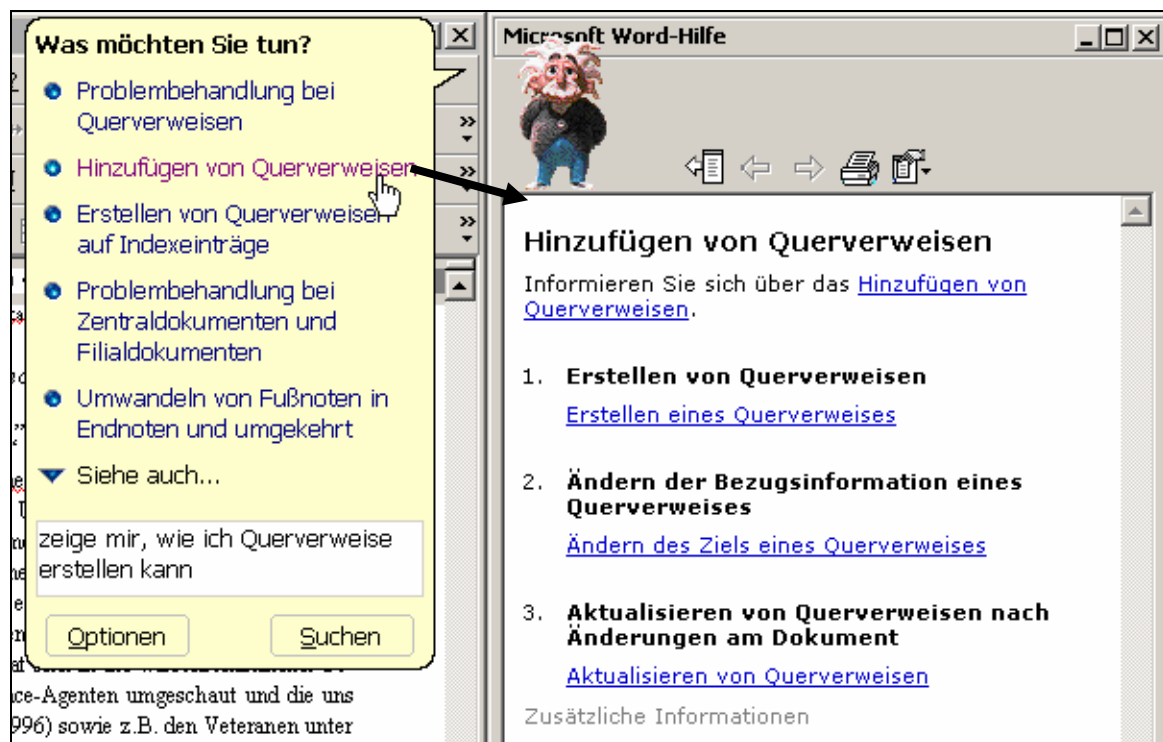 Was möchten Sie tun?
Problembehandlung bei
Querverweisen
Hinzufügen von Querverweisen
Erstellen von Querverweisen
auf Indexeinträge
Problembehandlung bei
Zentraldokumenten und
Filialdokumenten
Umwandeln von Fußnoten in
Endnoten und umgekehrt
Siehe auch...
zeige mir, wie ich Querverweise
erstellen kann
Optionen Suchen
ce-Agenten umgeschaut und die uns
996) sowie z.B. den Veteranen unter
Microsoft Word-Hilfe
Hinzufügen von Querverweisen
Informieren Sie sich über das Hinzufügen von
Querverweisen.
1. Erstellen von Querverweisen
Erstellen eines Querverweises
2. Ändern der Bezugsinformation eines
Querverweises
Ändern des Ziels eines Querverweises
3. Aktualisieren von Querverweisen nach
Änderungen am Dokument
Aktualisieren von Querverweisen
Zusätzliche Informationen